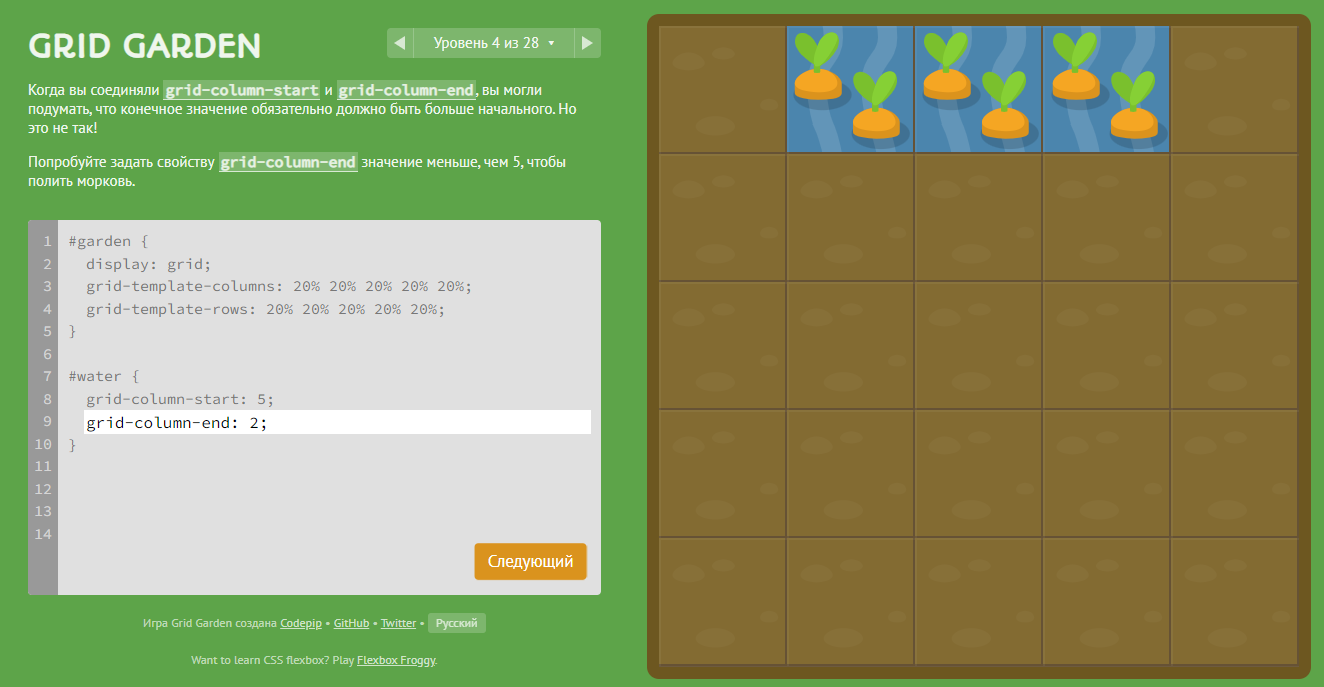 GRID GARDEN
Уровень 4 из 28
Когда вы соединяли grid-column-start и grid-column-end, вы могли
подумать, что конечное значение обязательно должно быть больше начального. Но
это не так!
Попробуйте задать свойству grid-column-end значение меньше, чем 5, чтобы
полить морковь.
1 #garden {
2 display: grid;
3 grid-template-columns: 20% 20% 20% 20% 20%;
4 grid-template-rows: 20% 20% 20% 20% 20%;
5 }
6
7 #water {
8 grid-column-start: 5;
9 grid-column-end: 2;
10 }
11
12
13
14
Следующий
Игра Grid Garden создана Codepip • GitHub • Twitter • Русский
Want to learn CSS flexbox? Play Flexbox Froggy.